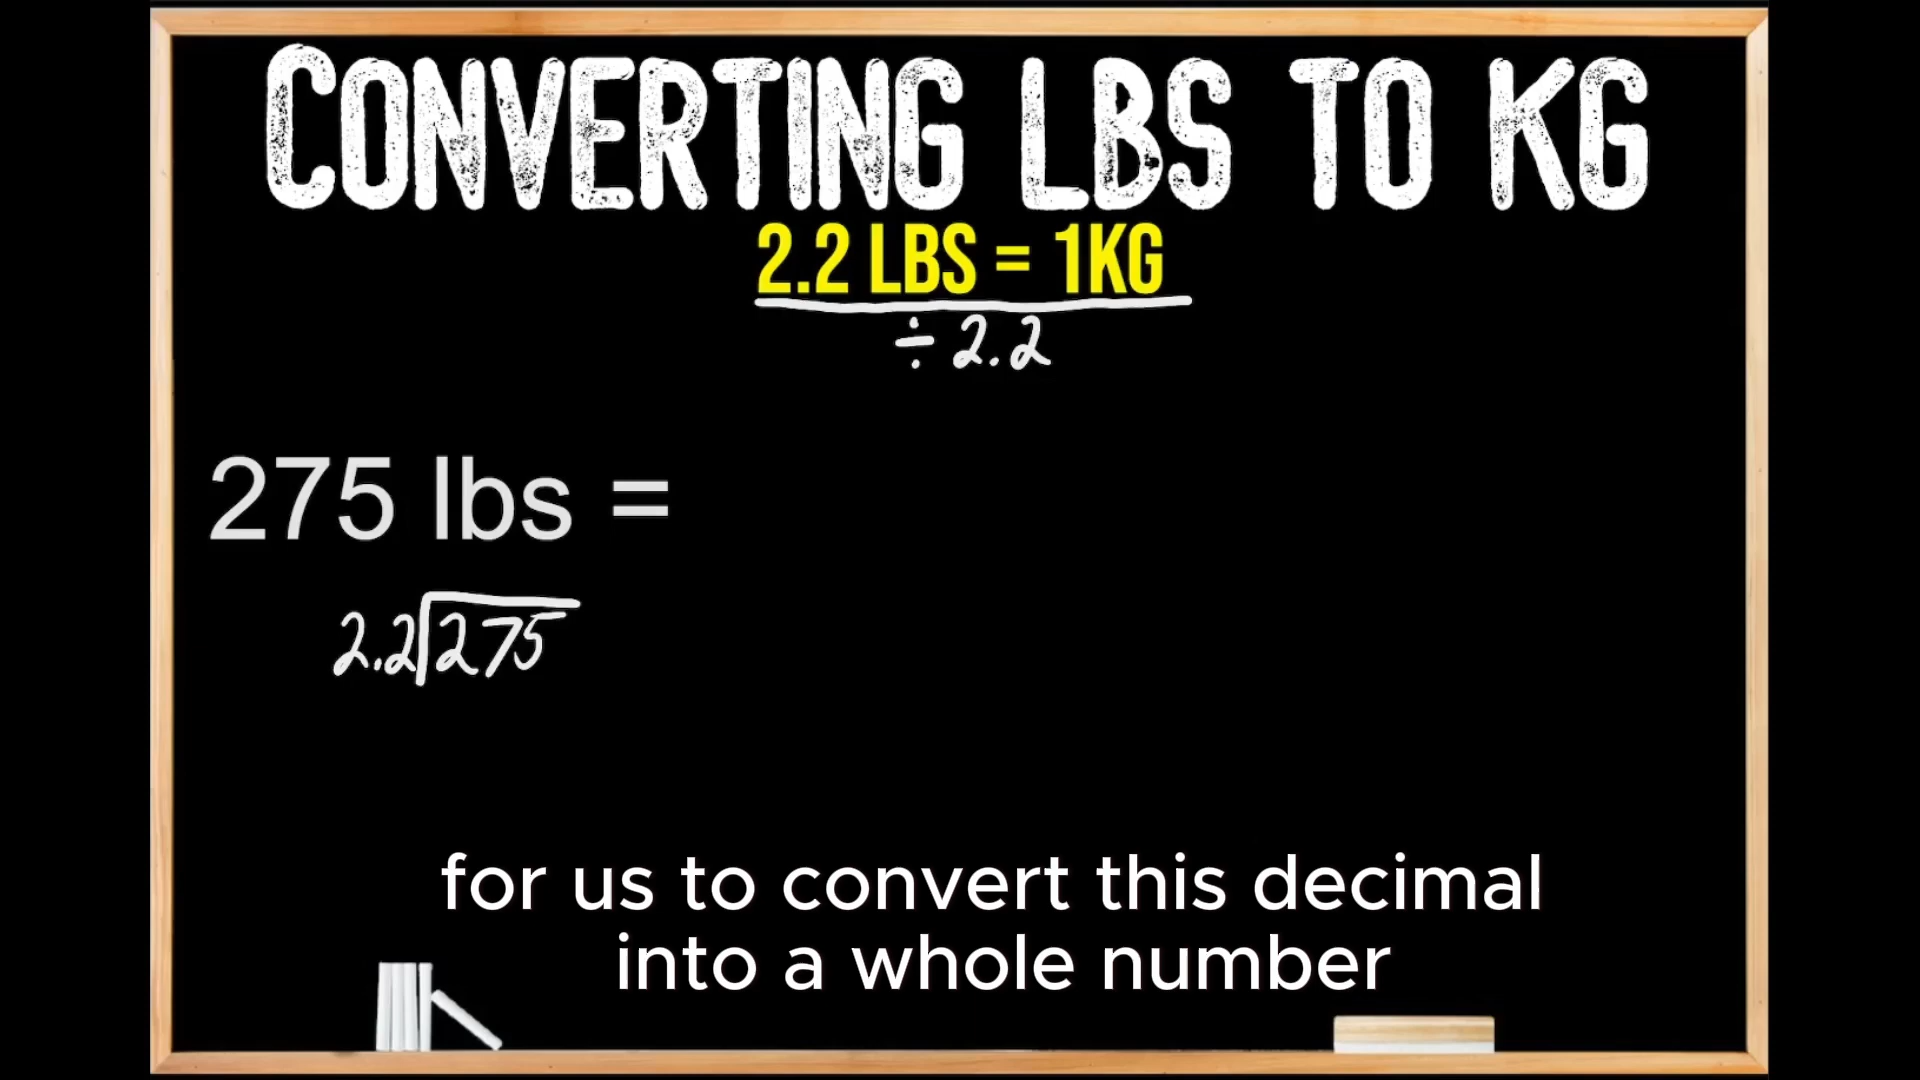 CONVERTING LBS TO KG
2.2 LBS = 1KG
÷ 2.2
275 lbs =
2.2 275
for us to convert this decimal
into a whole number